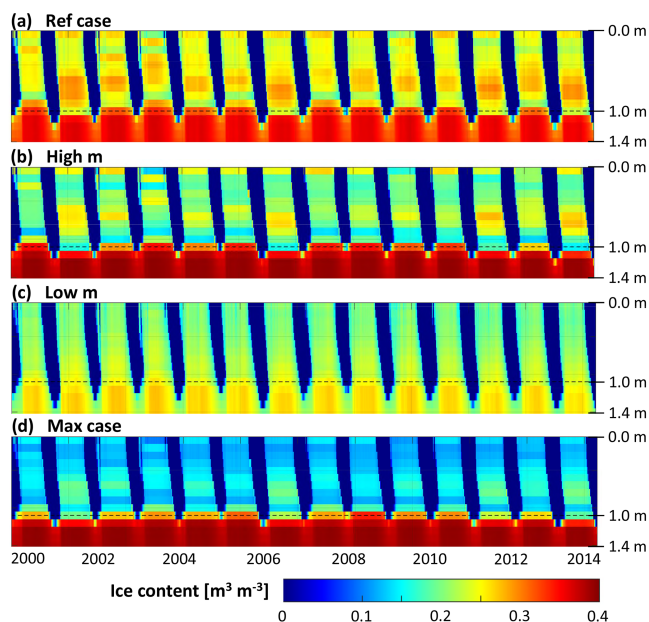 (a) Ref case
0.0 m
1.0 m
1.4 m
(b) High m
0.0 m
1.0 m
1.4 m
(c) Low m
0.0 m
1.0 m
1.4 m
(d) Max case
0.0 m
1.0 m
1.4 m
2000 2002 2004 2006 2008 2010 2012 2014
Ice content [m³ m⁻³]
0 0.1 0.2 0.3 0.4